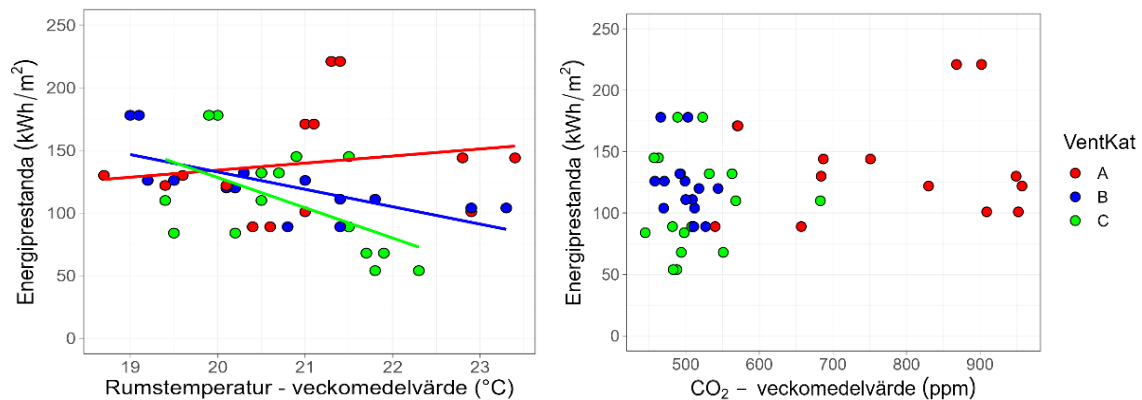 Energiprestanda (kWh/m²)
250
200
150
100
50
0
19
20
21
22
23
Rumstemperatur - veckomedelvärde (°C)
Energiprestanda (kWh/m²)
250
200
150
100
50
0
500
600
700
800
900
CO₂ – veckomedelvärde (ppm)
VentKat
A
B
C